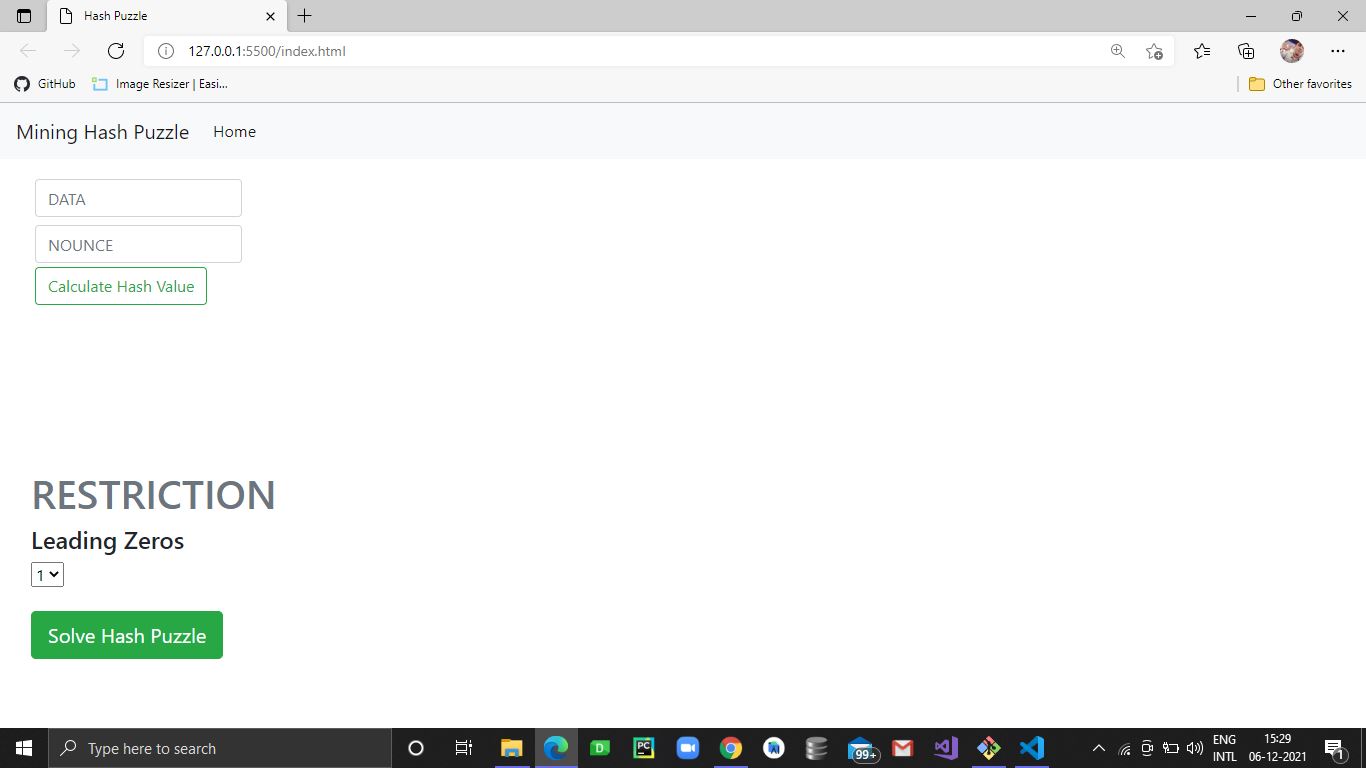 Hash Puzzle
127.0.0.1:5500/index.html
GitHub Image Resizer | Easi... Other favorites
Mining Hash Puzzle Home
DATA
NOUNCE
Calculate Hash Value
RESTRICTION
Leading Zeros
1
Solve Hash Puzzle
Type here to search
D
PC
99+
ENG
INTL
15:29
06-12-2021
1